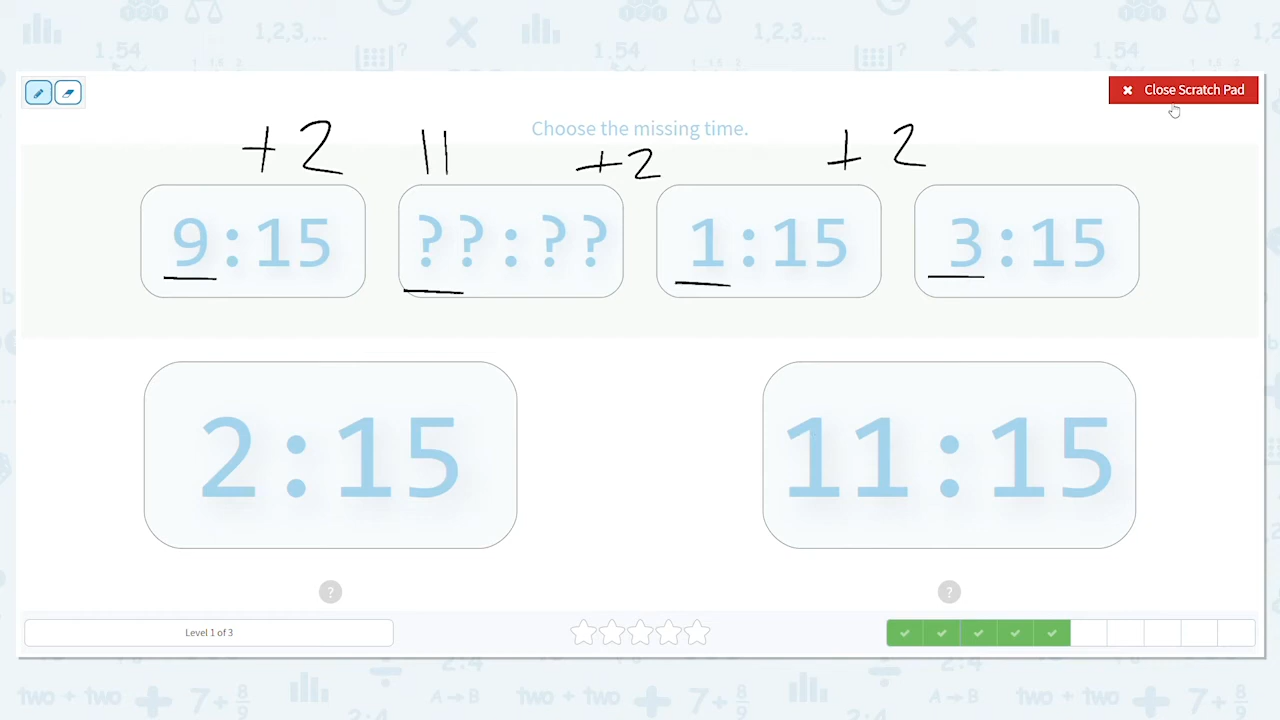 Close Scratch Pad
Choose the missing time.
+2 11 +2 +2
9:15 ??:?? 1:15 3:15
2:15 11:15
? ?
Level 1 of 3